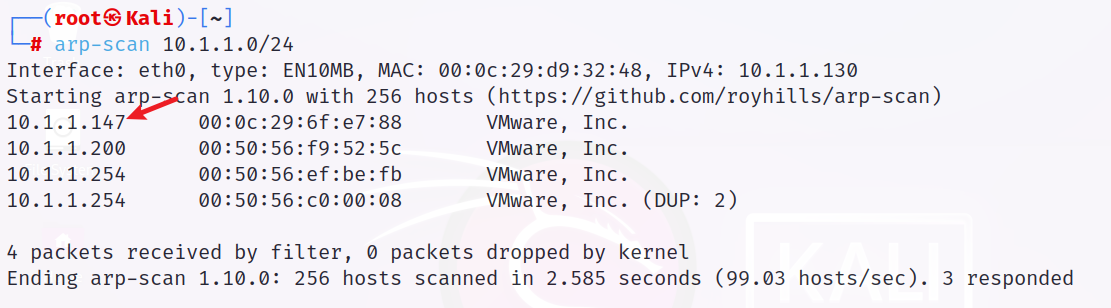 ┌──(root㉿Kali)-[~]
└─# arp-scan 10.1.1.0/24
Interface: eth0, type: EN10MB, MAC: 00:0c:29:d9:32:48, IPv4: 10.1.1.130
Starting arp-scan 1.10.0 with 256 hosts (https://github.com/royhills/arp-scan)
10.1.1.147	00:0c:29:6f:e7:88	VMware, Inc.
10.1.1.200	00:50:56:f9:52:5c	VMware, Inc.
10.1.1.254	00:50:56:ef:be:fb	VMware, Inc.
10.1.1.254	00:50:56:c0:00:08	VMware, Inc. (DUP: 2)
KALI
4 packets received by filter, 0 packets dropped by kernel
Ending arp-scan 1.10.0: 256 hosts scanned in 2.585 seconds (99.03 hosts/sec). 3 responded